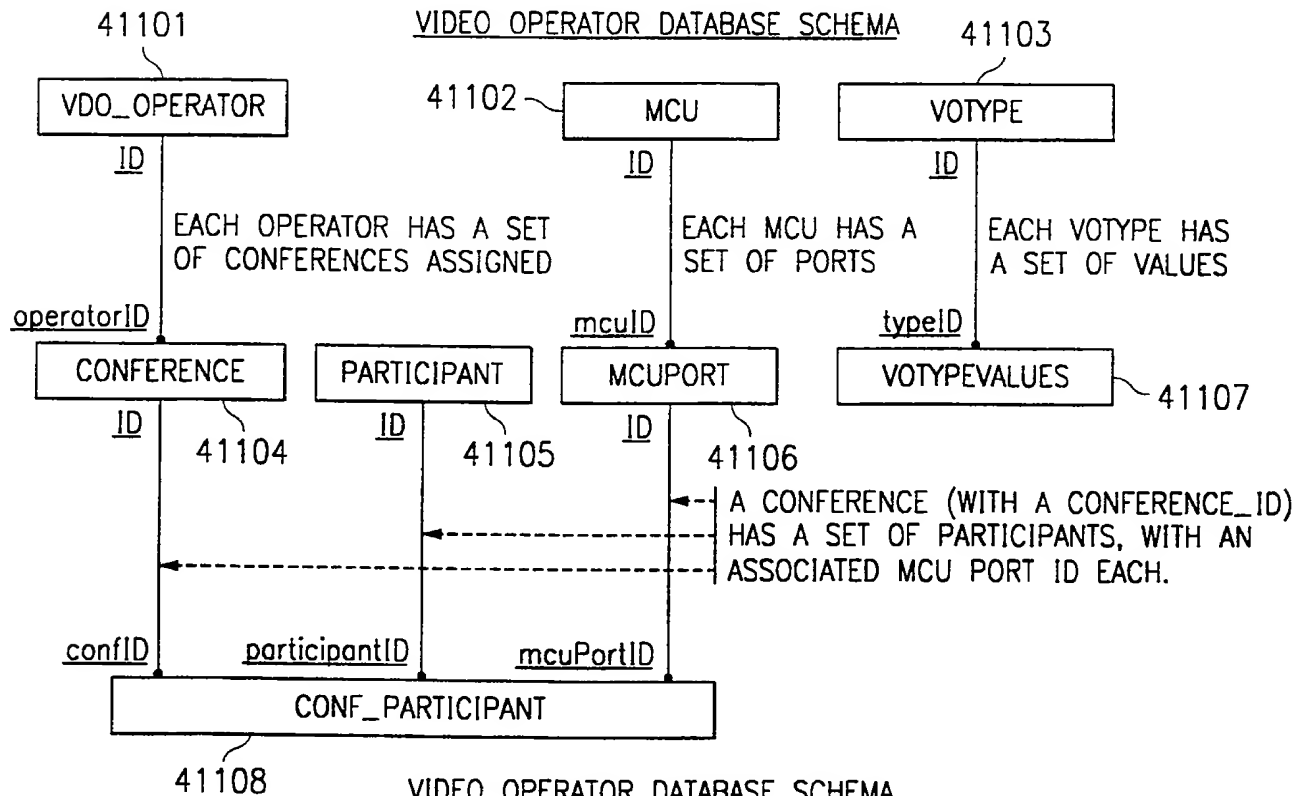 VIDEO OPERATOR DATABASE SCHEMA
41101
41103
VDO_OPERATOR
41102
MCU
VOTYPE
ID
ID
ID
EACH OPERATOR HAS A SET
OF CONFERENCES ASSIGNED
EACH MCU HAS A
SET OF PORTS
EACH VOTYPE HAS
A SET OF VALUES
operatorID
mcuID
typeID
CONFERENCE
PARTICIPANT
MCUPORT
VOTYPEVALUES
41107
ID
ID
ID
41104
41105
41106
A CONFERENCE (WITH A CONFERENCE_ID)
HAS A SET OF PARTICIPANTS, WITH AN
ASSOCIATED MCU PORT ID EACH.
confID
participantID
mcuPortID
CONF_PARTICIPANT
41108
VIDEO OPERATOR DATABASE SCHEMA